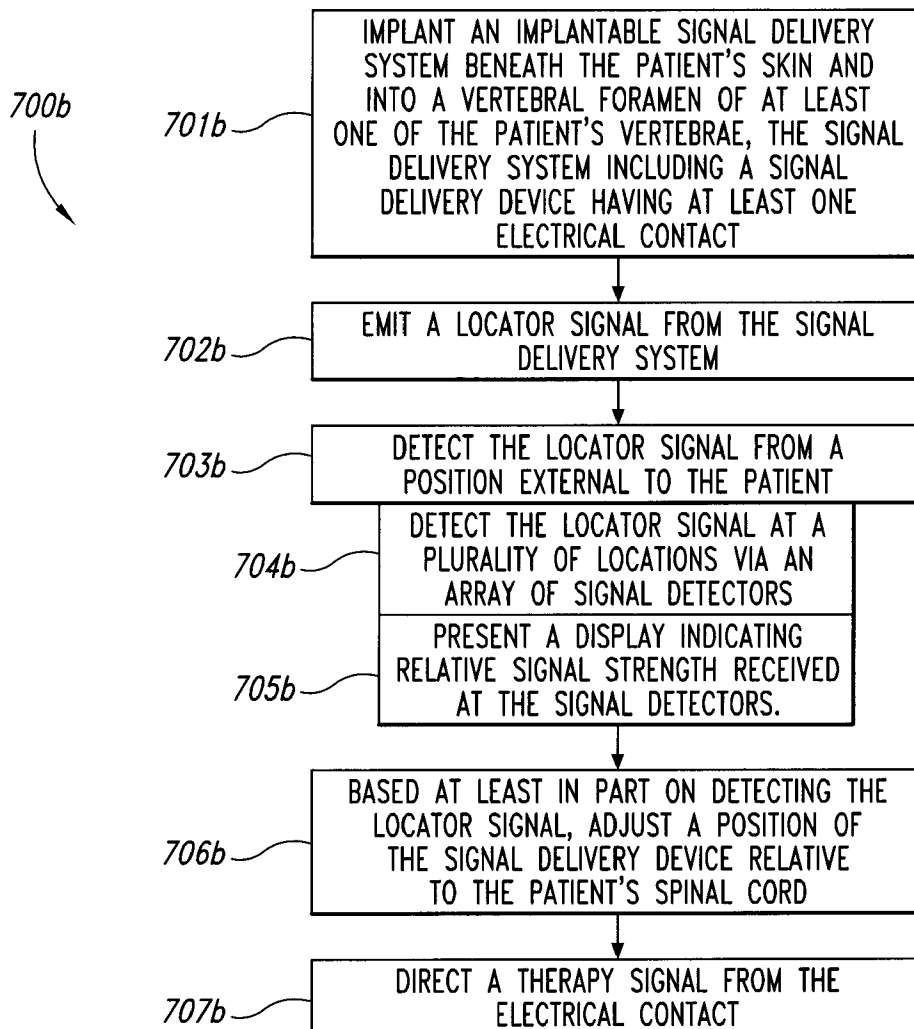 700b
701b
IMPLANT AN IMPLANTABLE SIGNAL DELIVERY
SYSTEM BENEATH THE PATIENT'S SKIN AND
INTO A VERTEBRAL FORAMEN OF AT LEAST
ONE OF THE PATIENT'S VERTEBRAE, THE SIGNAL
DELIVERY SYSTEM INCLUDING A SIGNAL
DELIVERY DEVICE HAVING AT LEAST ONE
ELECTRICAL CONTACT
702b
EMIT A LOCATOR SIGNAL FROM THE SIGNAL
DELIVERY SYSTEM
703b
DETECT THE LOCATOR SIGNAL FROM A
POSITION EXTERNAL TO THE PATIENT
704b
DETECT THE LOCATOR SIGNAL AT A
PLURALITY OF LOCATIONS VIA AN
ARRAY OF SIGNAL DETECTORS
705b
PRESENT A DISPLAY INDICATING
RELATIVE SIGNAL STRENGTH RECEIVED
AT THE SIGNAL DETECTORS.
706b
BASED AT LEAST IN PART ON DETECTING THE
LOCATOR SIGNAL, ADJUST A POSITION OF
THE SIGNAL DELIVERY DEVICE RELATIVE
TO THE PATIENT'S SPINAL CORD
707b
DIRECT A THERAPY SIGNAL FROM THE
ELECTRICAL CONTACT